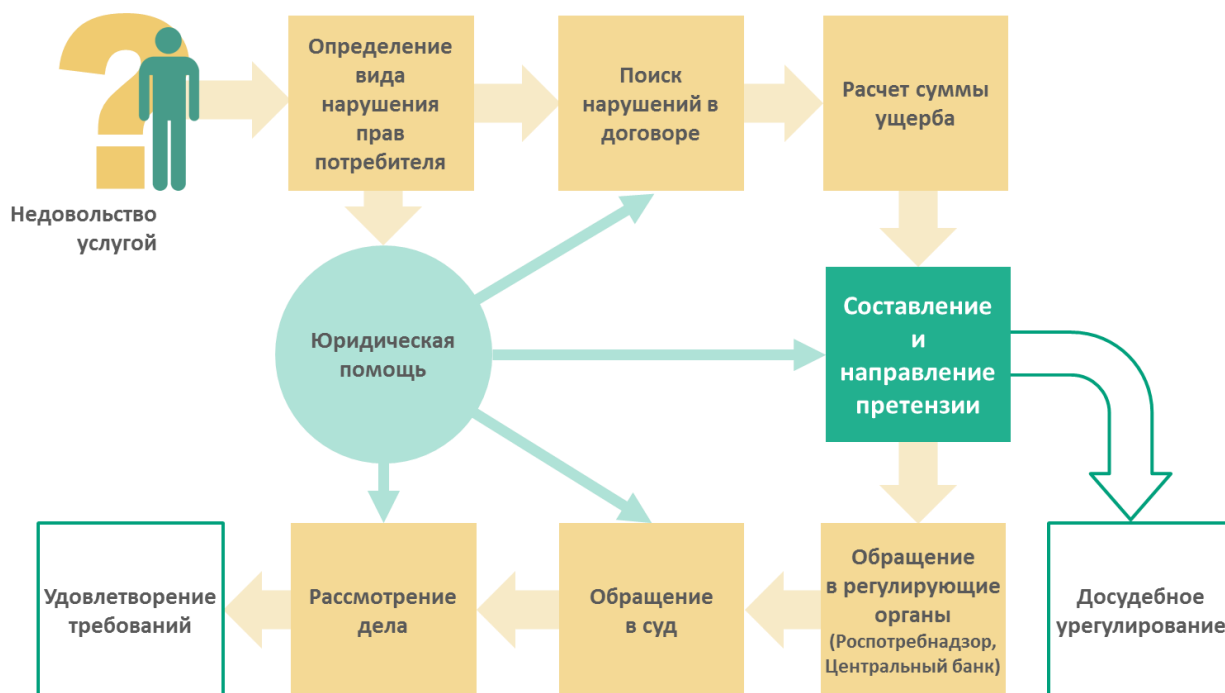 Недовольство
услугой
Определение
вида
нарушения
прав
потребителя
Поиск
нарушений в
договоре
Расчет суммы
ущерба
Юридическая
помощь
Составление
и
направление
претензии
Удовлетворение
требований
Рассмотрение
дела
Обращение
в суд
Обращение
в регулирующие
органы
(Роспотребнадзор,
Центральный банк)
Досудебное
урегулирование